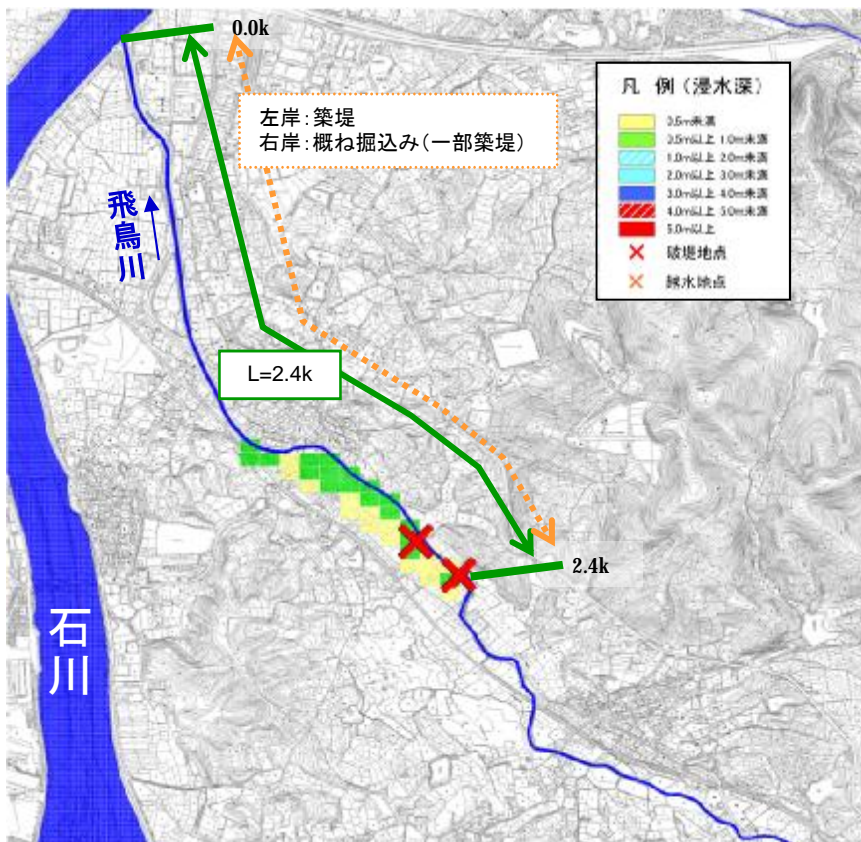 0.0k
左岸：築堤
右岸：概ね掘込み（一部築堤）
凡 例（浸水深）
0.5m未満
0.5m以上 1.0m未満
1.0m以上 2.0m未満
2.0m以上 3.0m未満
3.0m以上 4.0m未満
4.0m以上 5.0m未満
5.0m以上
破堤地点
越水地点
飛鳥川
L=2.4k
2.4k
石川